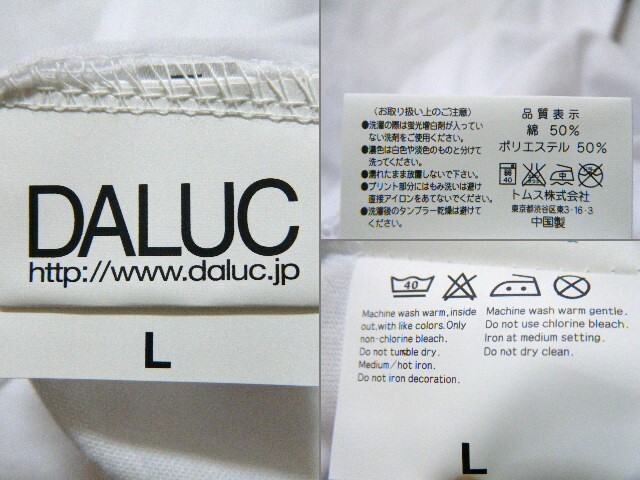 DALUC
http://www.daluc.jp
L
〈お取り扱い上のご注意〉
●洗濯の際は蛍光増白剤が入ってい
ない洗剤をご使用ください。
●濃色は白色や淡色のものと分けて
洗ってください。
●濡れたまま放置しないで下さい。
●プリント部分にはもみ洗いは避け
直接アイロンをあてないでください。
●洗濯後のタンブラー乾燥は避けて
ください。
品質表示
綿 50%
ポリエステル 50%
40
トムス株式会社
東京都渋谷区東3-16-3
中国製
40
Machine wash warm, inside
out, with like colors. Only
non-chlorine bleach.
Do not tumble dry.
Medium/hot iron.
Do not iron decoration.
Machine wash warm gentle.
Do not use chlorine bleach.
Iron at medium setting.
Do not dry clean.
L